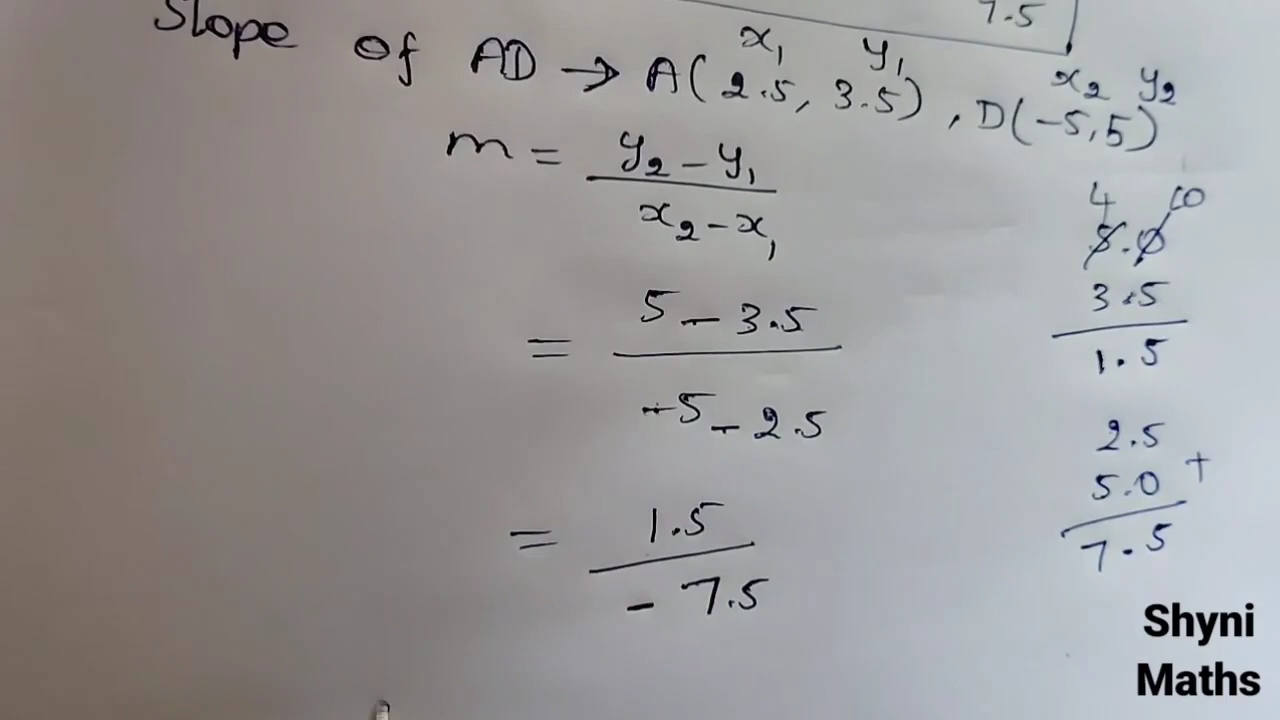 7.5
Slope of AD → A(2.5, 3.5), D(-5,5)
x₁ y₁ x₂ y₂
m = y₂ - y₁
x₂ - x₁
= 5 - 3.5
-5 - 2.5
= 1.5
- 7.5
4 10
5.0
3.5
1.5
2.5
5.0 +
7.5
Shyni
Maths